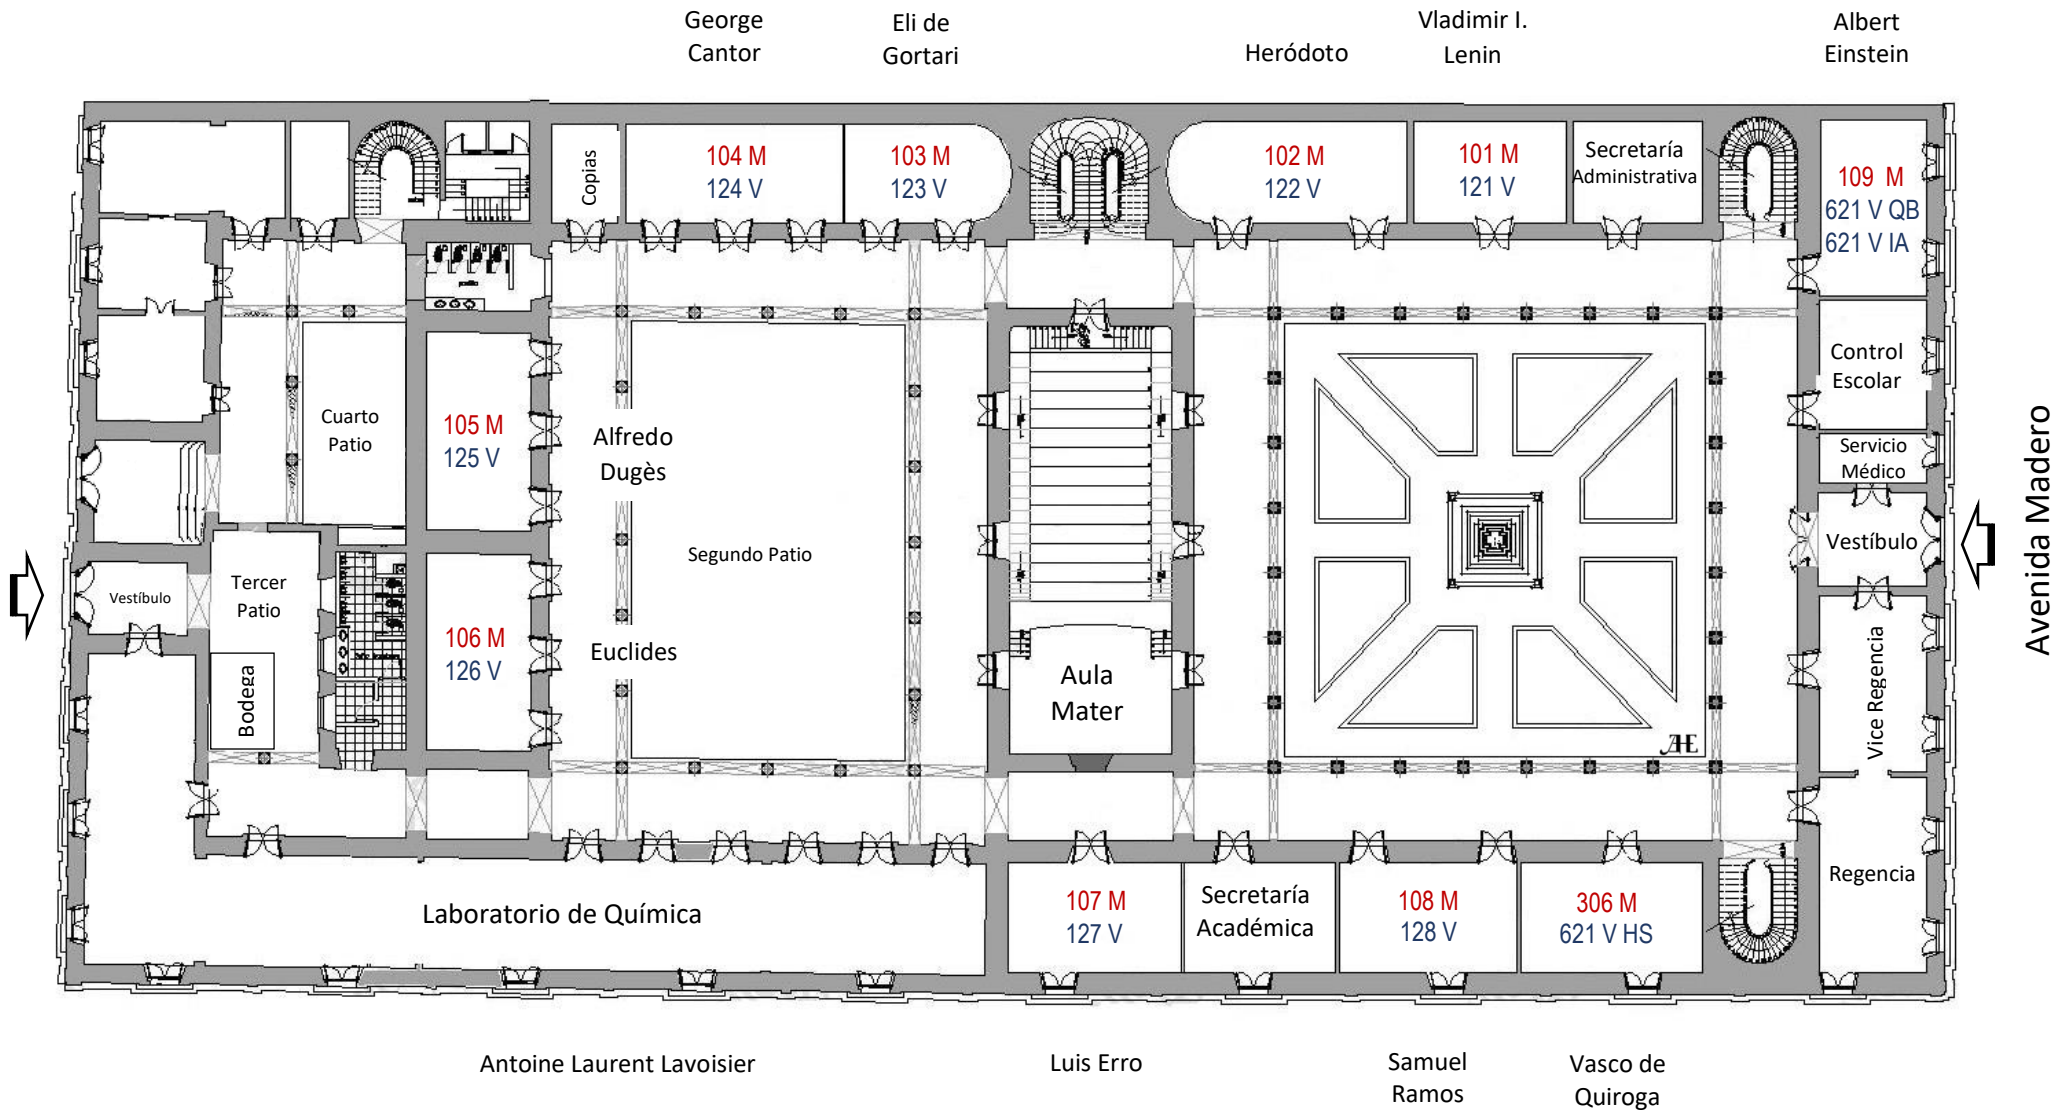 George
Cantor
Eli de
Gortari
Heródoto
Vladimir I.
Lenin
Albert
Einstein
Copias
104 M
124 V
103 M
123 V
102 M
122 V
101 M
121 V
Secretaría
Administrativa
109 M
621 V QB
621 V IA
Cuarto
Patio
105 M
125 V
Alfredo
Dugès
Control
Escolar
Servicio
Médico
Segundo Patio
Vestíbulo
Avenida Madero
Vestíbulo
Tercer
Patio
106 M
126 V
Euclides
Bodega
Aula
Mater
Vice Regencia
AE
Laboratorio de Química
107 M
127 V
Secretaría
Académica
108 M
128 V
306 M
621 V HS
Regencia
Antoine Laurent Lavoisier
Luis Erro
Samuel
Ramos
Vasco de
Quiroga